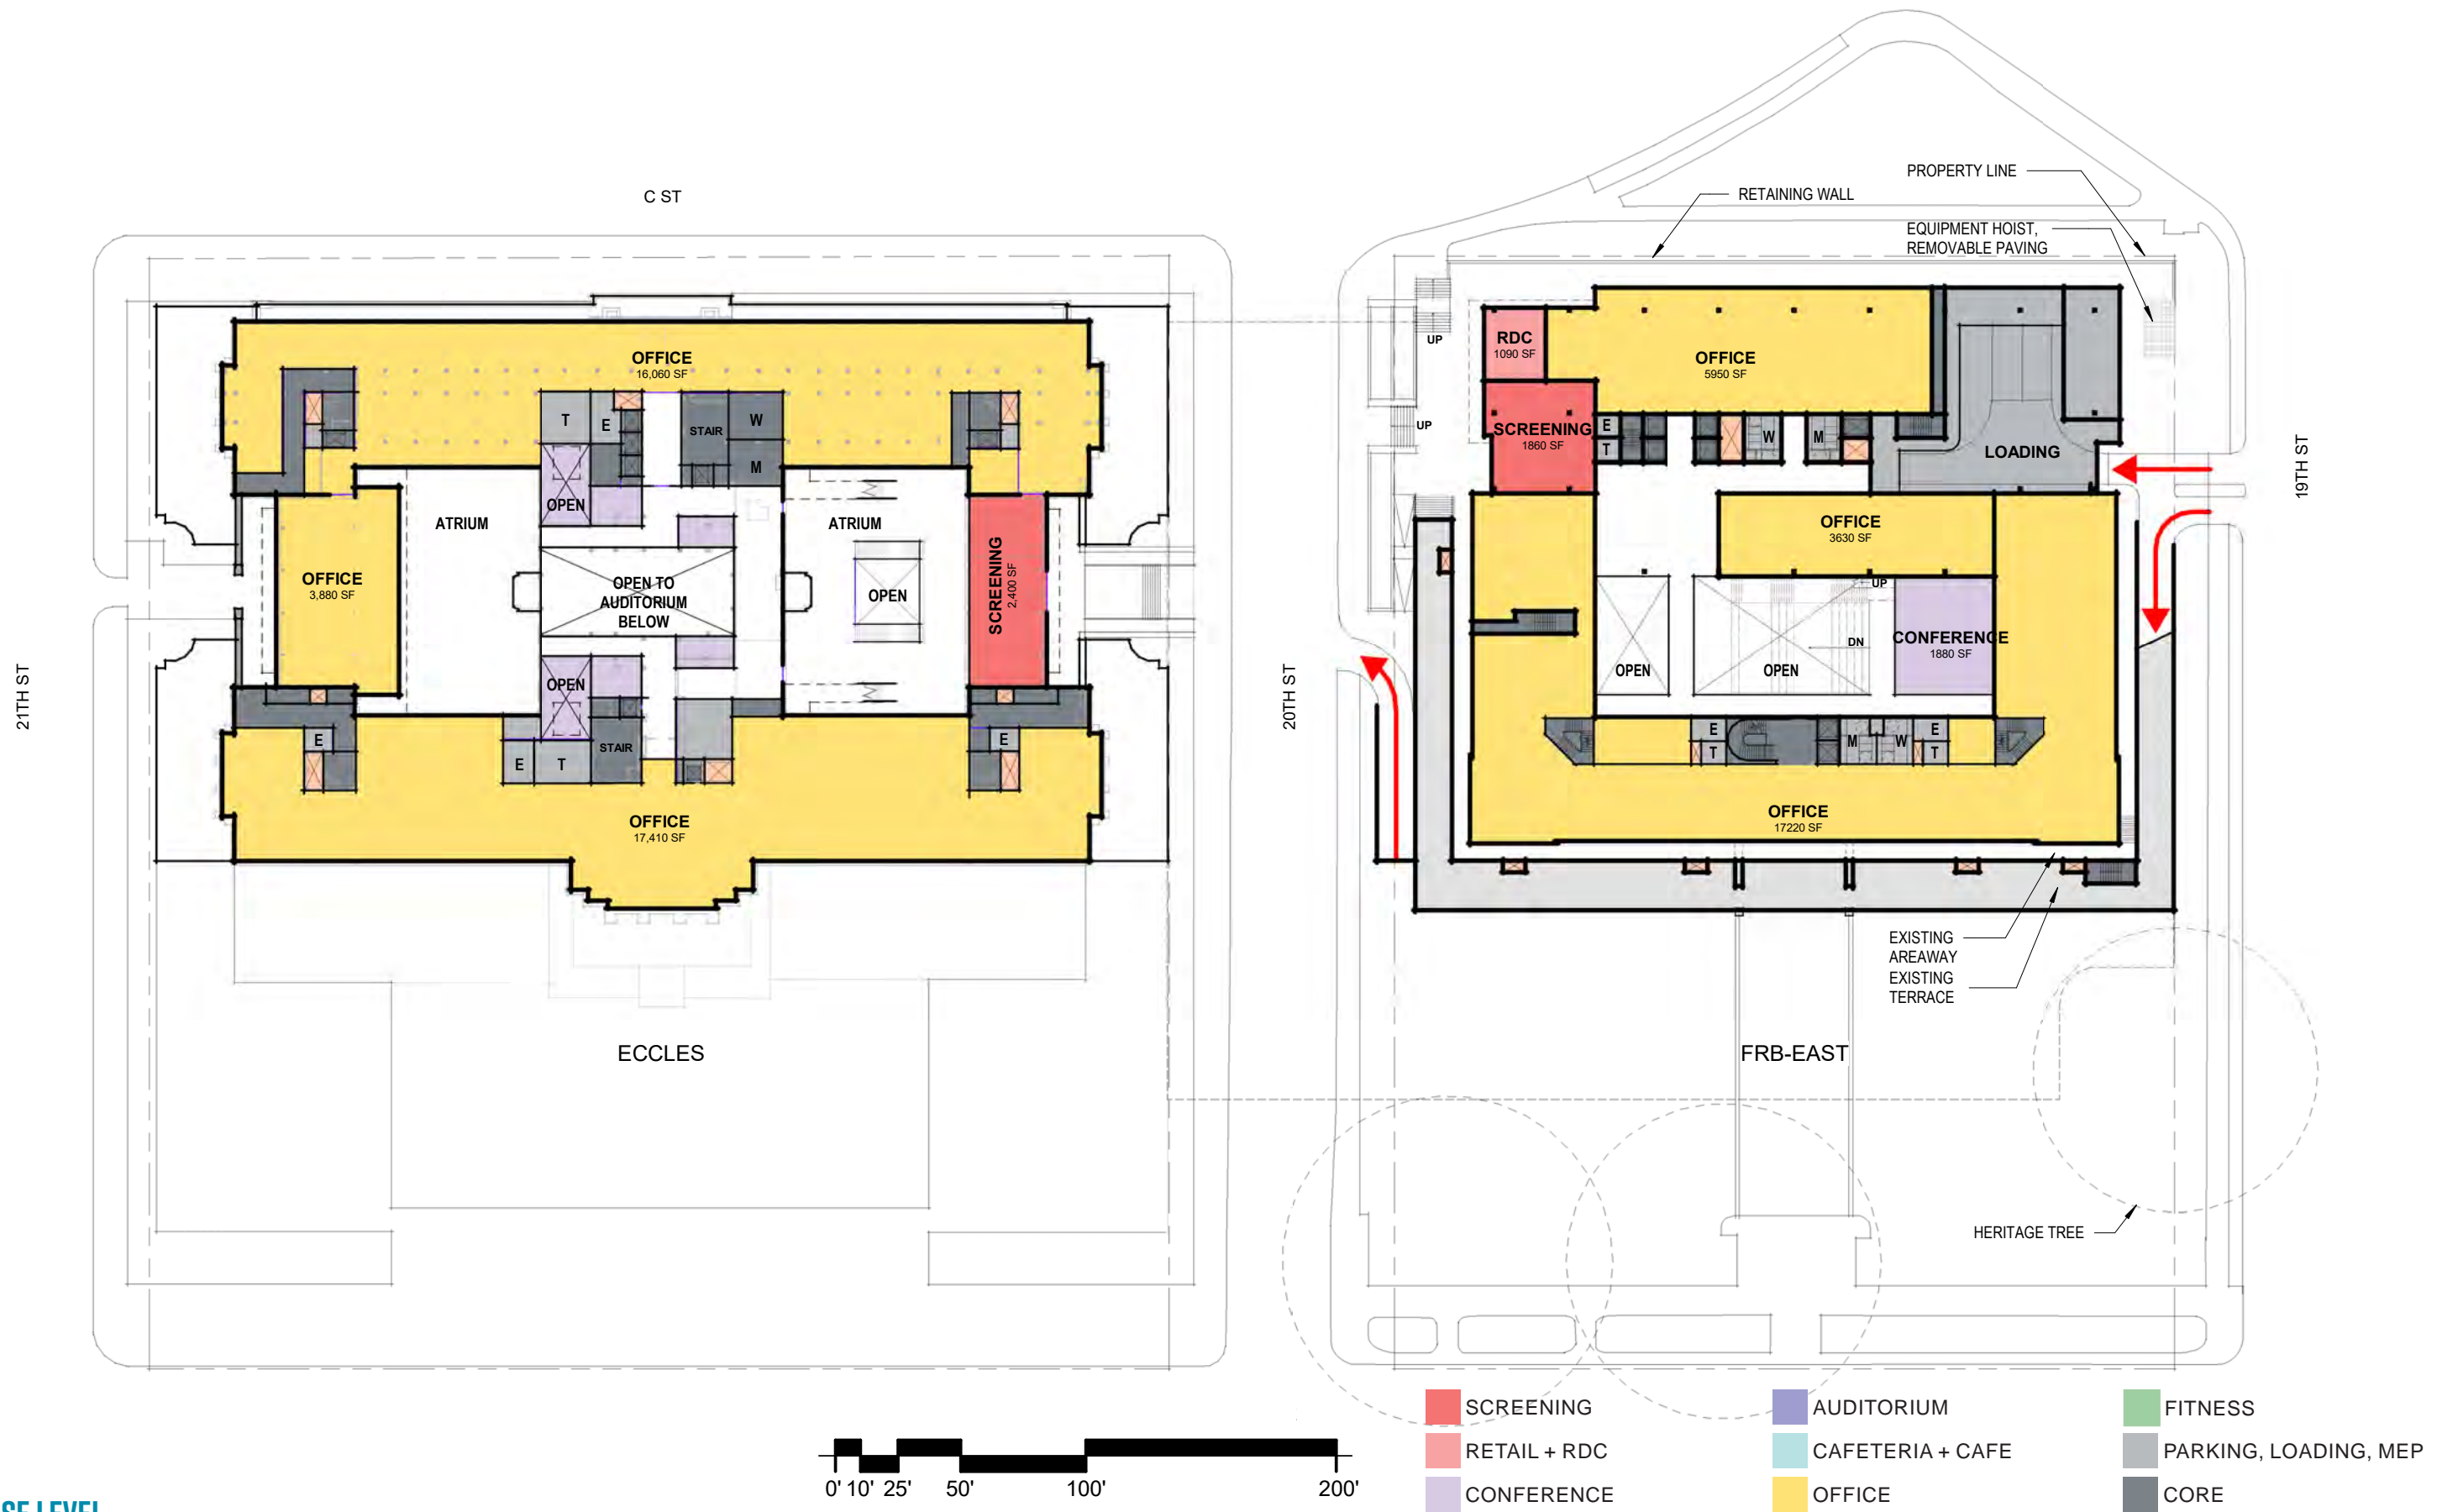 C ST
PROPERTY LINE
RETAINING WALL
EQUIPMENT HOIST,
REMOVABLE PAVING
OFFICE
16,060 SF
T
E
STAIR
W
M
OPEN
ATRIUM
ATRIUM
OFFICE
3,880 SF
OPEN TO
AUDITORIUM
BELOW
OPEN
SCREENING
2,400 SF
OPEN
E
E
T
STAIR
E
OFFICE
17,410 SF
21TH ST
ECCLES
UP
UP
RDC
1090 SF
OFFICE
5950 SF
SCREENING
1860 SF
E
T
W
M
LOADING
19TH ST
OFFICE
3630 SF
UP
CONFERENCE
1880 SF
DN
OPEN
OPEN
20TH ST
E
T
M
W
E
T
OFFICE
17220 SF
EXISTING
AREAWAY
EXISTING
TERRACE
FRB-EAST
HERITAGE TREE
0' 10' 25' 50' 100' 200'
SCREENING
RETAIL + RDC
CONFERENCE
AUDITORIUM
CAFETERIA + CAFE
OFFICE
FITNESS
PARKING, LOADING, MEP
CORE